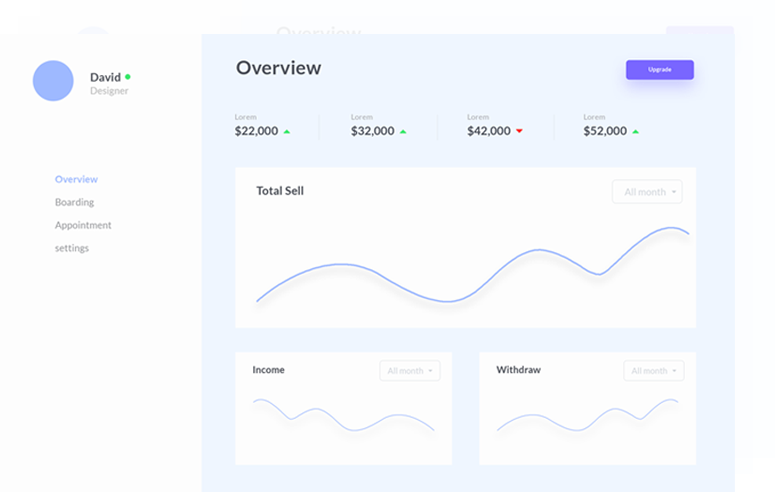 Overview
David
Designer
Overview
Boarding
Appointment
settings
Overview
Upgrade
Lorem
$22,000
Lorem
$32,000
Lorem
$42,000
Lorem
$52,000
Total Sell
All month
Income
All month
Withdraw
All month